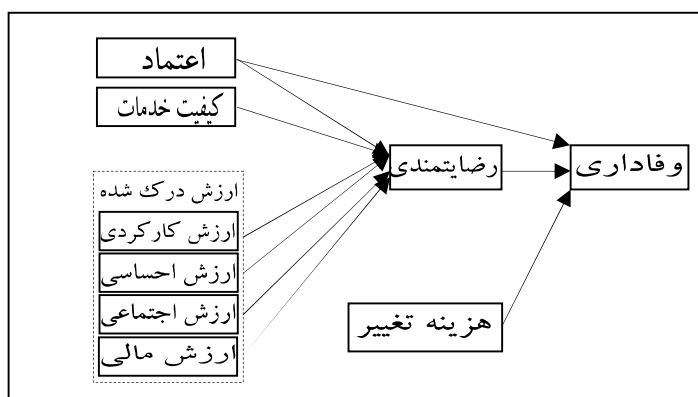 اعتماد
کیفیت خدمات
رضایتمندی
وفاداری
ارزش درک شده
ارزش کارکردی
ارزش احساسی
ارزش اجتماعی
ارزش مالی
هزینه تغییر